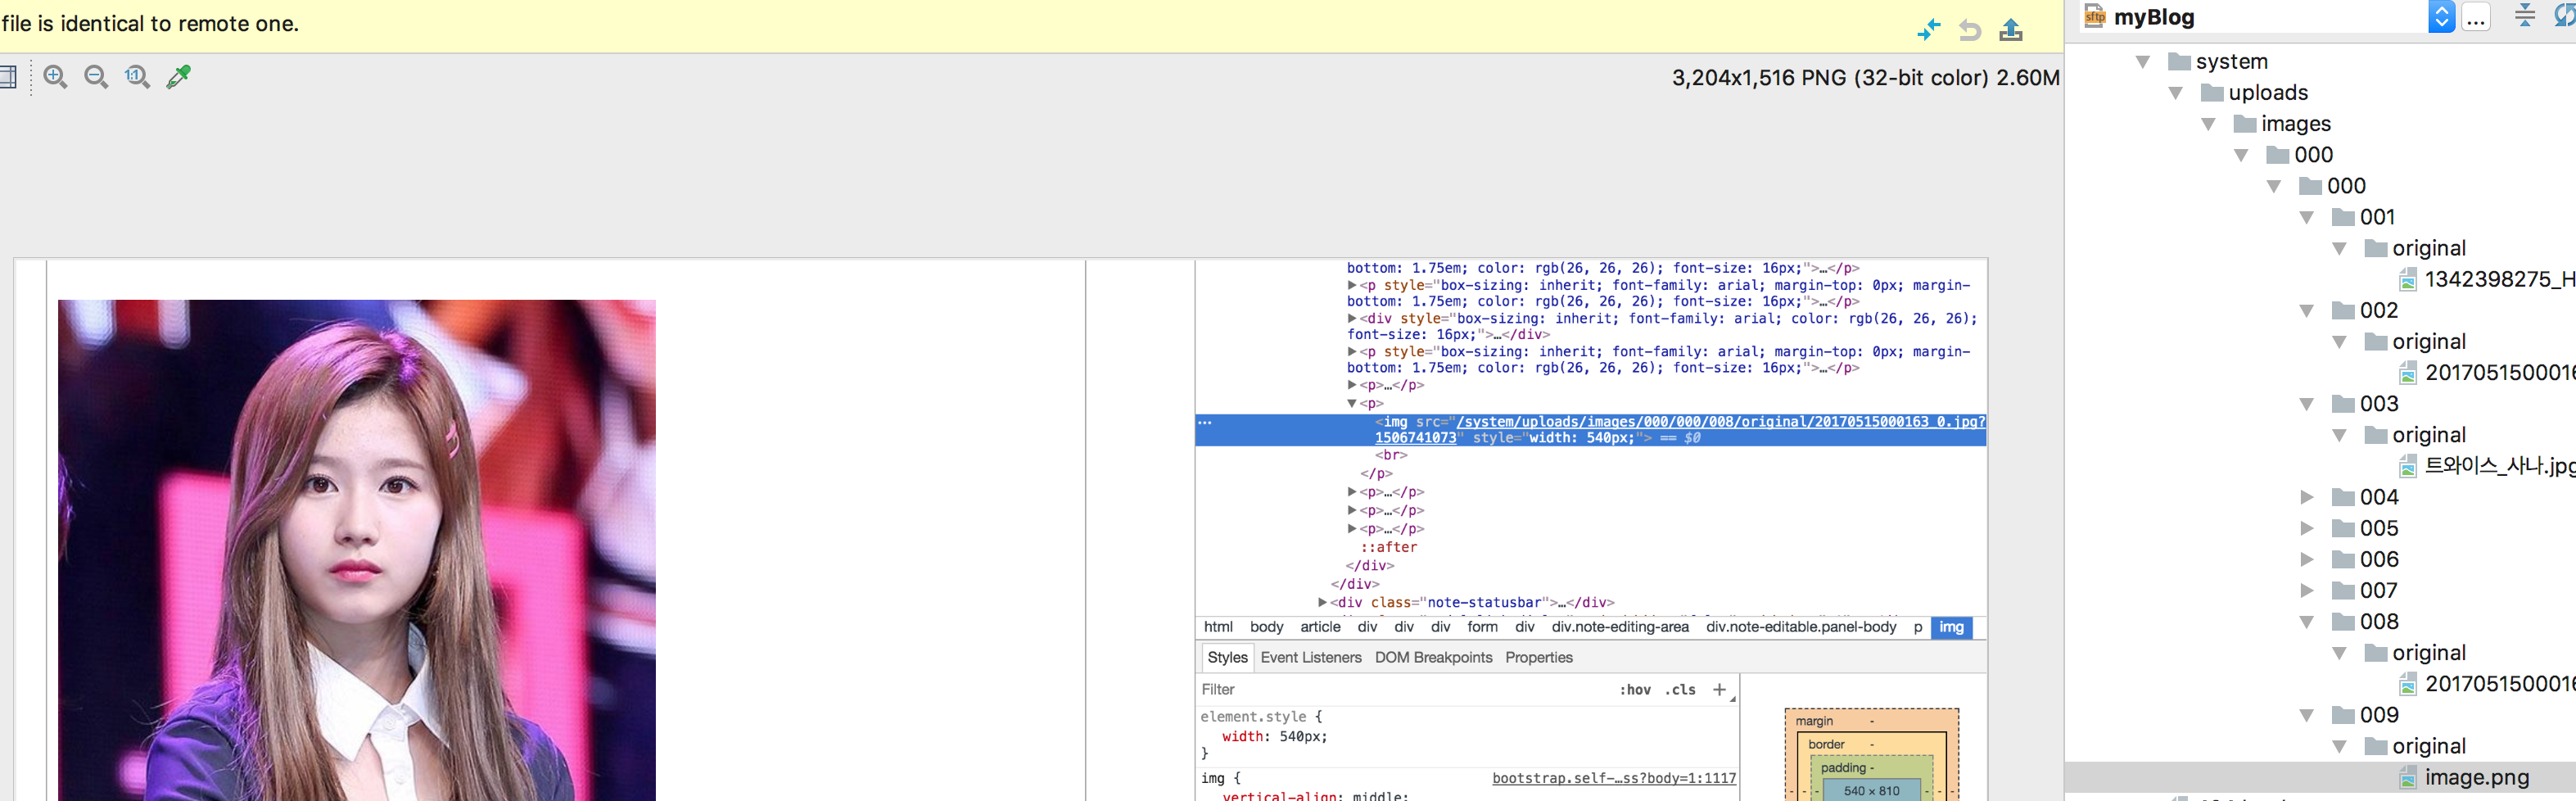 file is identical to remote one.
3,204x1,516 PNG (32-bit color) 2.60M
bottom: 1.75em; color: rgb(26, 26, 26); font-size: 16px;">…</p>
<p style="box-sizing: inherit; font-family: arial; margin-top: 0px; margin-
bottom: 1.75em; color: rgb(26, 26, 26); font-size: 16px;">…</p>
<div style="box-sizing: inherit; font-family: arial; color: rgb(26, 26, 26);
font-size: 16px;">…</div>
<p style="box-sizing: inherit; font-family: arial; margin-top: 0px; margin-
bottom: 1.75em; color: rgb(26, 26, 26); font-size: 16px;">…</p>
<p>…</p>
<p>
<img src="/system/uploads/images/000/000/008/original/20170515000163_0.jpg?
1506741073" style="width: 540px;"> == $0
<br>
</p>
<p>…</p>
<p>…</p>
<p>…</p>
::after
</div>
</div>
<div class="note-statusbar">…</div>
html body article div div div form div div.note-editing-area div.note-editable.panel-body p img
Styles Event Listeners DOM Breakpoints Properties
Filter :hov .cls +
element.style {
width: 540px;
}
img { bootstrap.self-…ss?body=1:1117
vertical-align: middle;
margin -
border -
padding -
540 × 810
sftp myBlog ...
system
uploads
images
000
000
001
original
1342398275_H
002
original
2017051500016
003
original
트와이스_사나.jpg
004
005
006
007
008
original
2017051500016
009
original
image.png